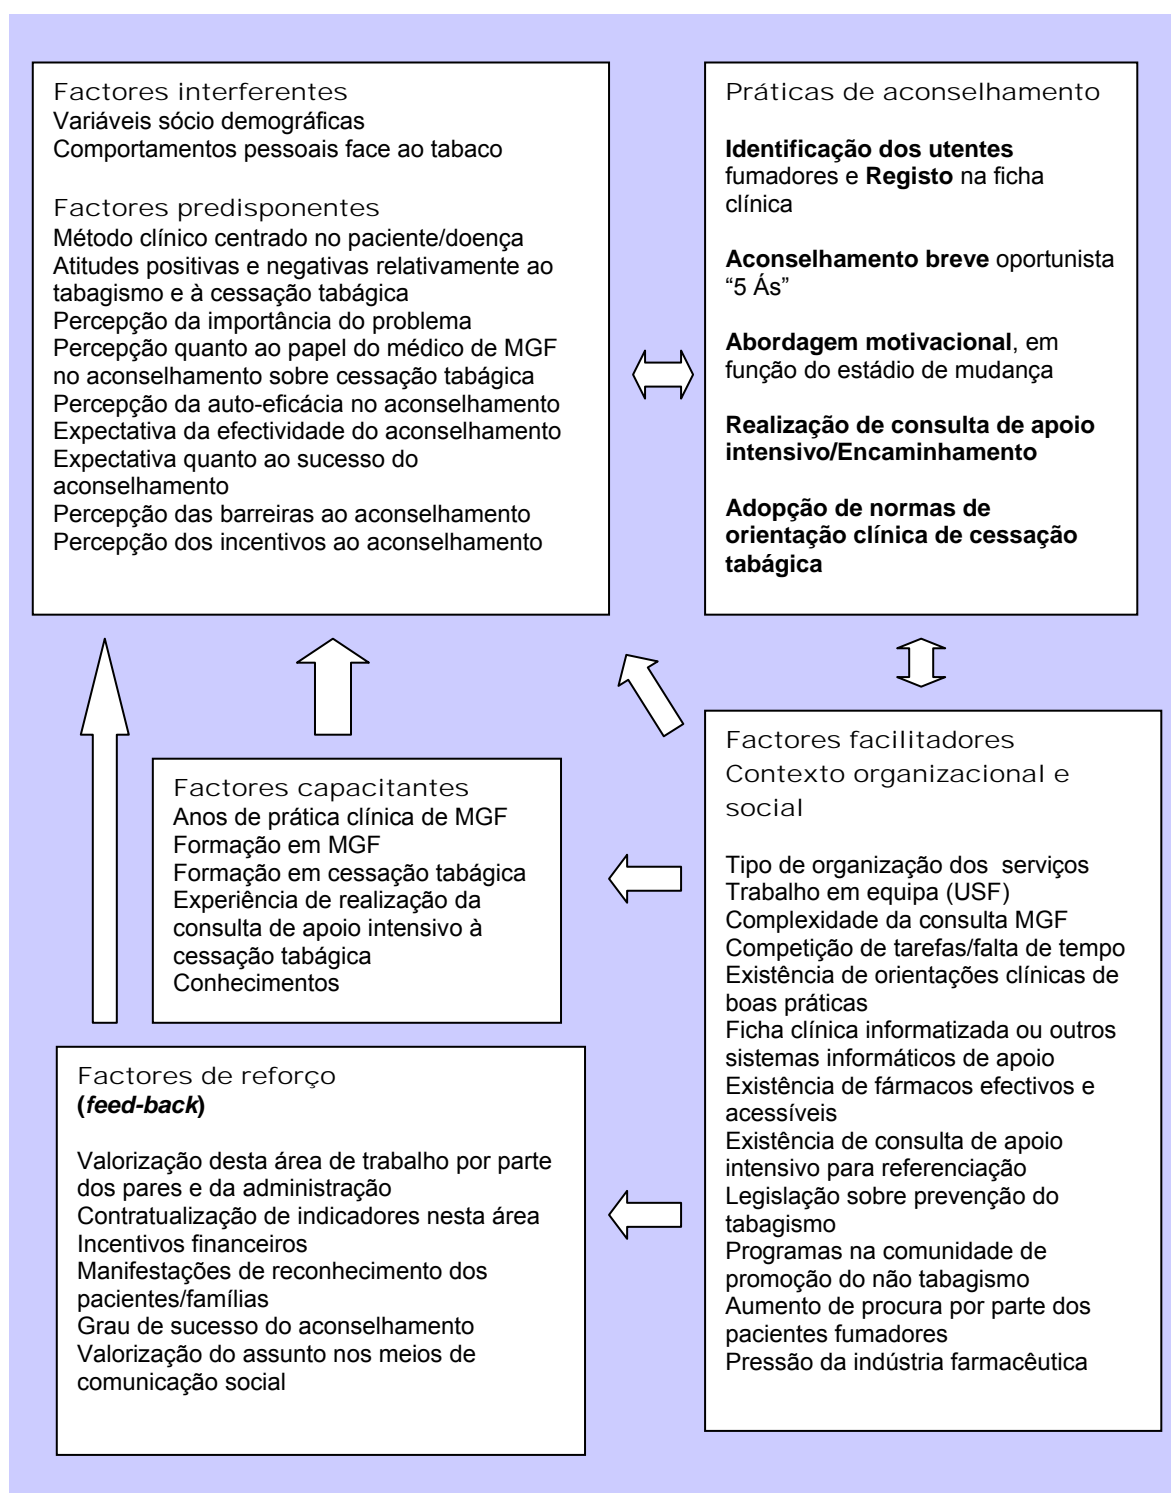 Factores interferentes
Variáveis sócio demográficas
Comportamentos pessoais face ao tabaco
Factores predisponentes
Método clínico centrado no paciente/doença
Atitudes positivas e negativas relativamente ao
tabagismo e à cessação tabágica
Percepção da importância do problema
Percepção quanto ao papel do médico de MGF
no aconselhamento sobre cessação tabágica
Percepção da auto-eficácia no aconselhamento
Expectativa da efectividade do aconselhamento
Expectativa quanto ao sucesso do
aconselhamento
Percepção das barreiras ao aconselhamento
Percepção dos incentivos ao aconselhamento
Práticas de aconselhamento
Identificação dos utentes
fumadores e Registo na ficha
clínica
Aconselhamento breve oportunista
“5 Ás”
Abordagem motivacional, em
função do estádio de mudança
Realização de consulta de apoio
intensivo/Encaminhamento
Adopção de normas de
orientação clínica de cessação
tabágica
Factores capacitantes
Anos de prática clínica de MGF
Formação em MGF
Formação em cessação tabágica
Experiência de realização da
consulta de apoio intensivo à
cessação tabágica
Conhecimentos
Factores facilitadores
Contexto organizacional e
social
Tipo de organização dos serviços
Trabalho em equipa (USF)
Complexidade da consulta MGF
Competição de tarefas/falta de tempo
Existência de orientações clínicas de
boas práticas
Ficha clínica informatizada ou outros
sistemas informáticos de apoio
Existência de fármacos efectivos e
acessíveis
Existência de consulta de apoio
intensivo para referenciação
Legislação sobre prevenção do
tabagismo
Programas na comunidade de
promoção do não tabagismo
Aumento de procura por parte dos
pacientes fumadores
Pressão da indústria farmacêutica
Factores de reforço
(feed-back)
Valorização desta área de trabalho por parte
dos pares e da administração
Contratualização de indicadores nesta área
Incentivos financeiros
Manifestações de reconhecimento dos
pacientes/famílias
Grau de sucesso do aconselhamento
Valorização do assunto nos meios de
comunicação social